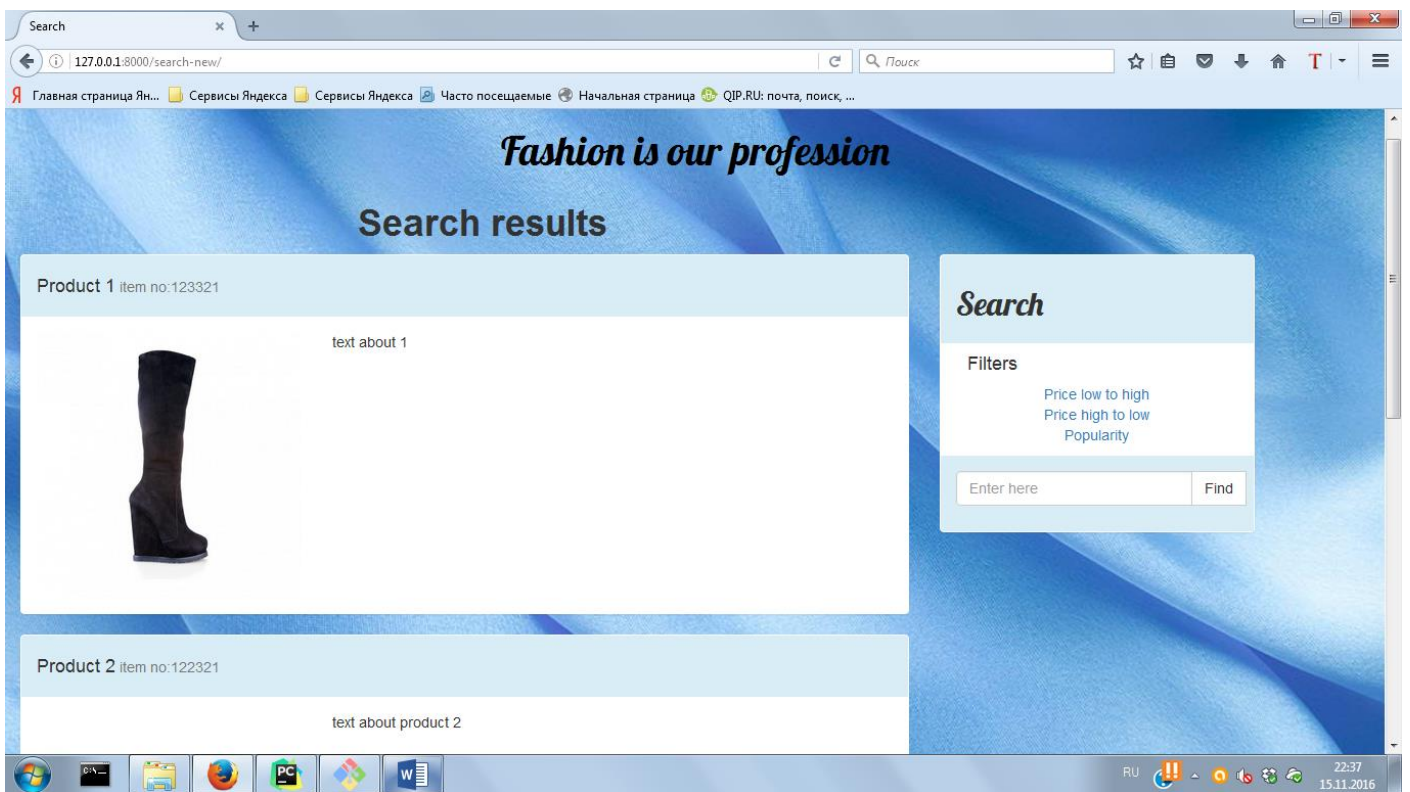 Search
127.0.0.1:8000/search-new/
Поиск
Главная страница Ян... Сервисы Яндекса Сервисы Яндекса Часто посещаемые Начальная страница QIP.RU: почта, поиск, ...
Fashion is our profession
Search results
Product 1 item no:123321
text about 1
Search
Filters
Price low to high
Price high to low
Popularity
Enter here Find
Product 2 item no:122321
text about product 2
RU
22:37
15.11.2016